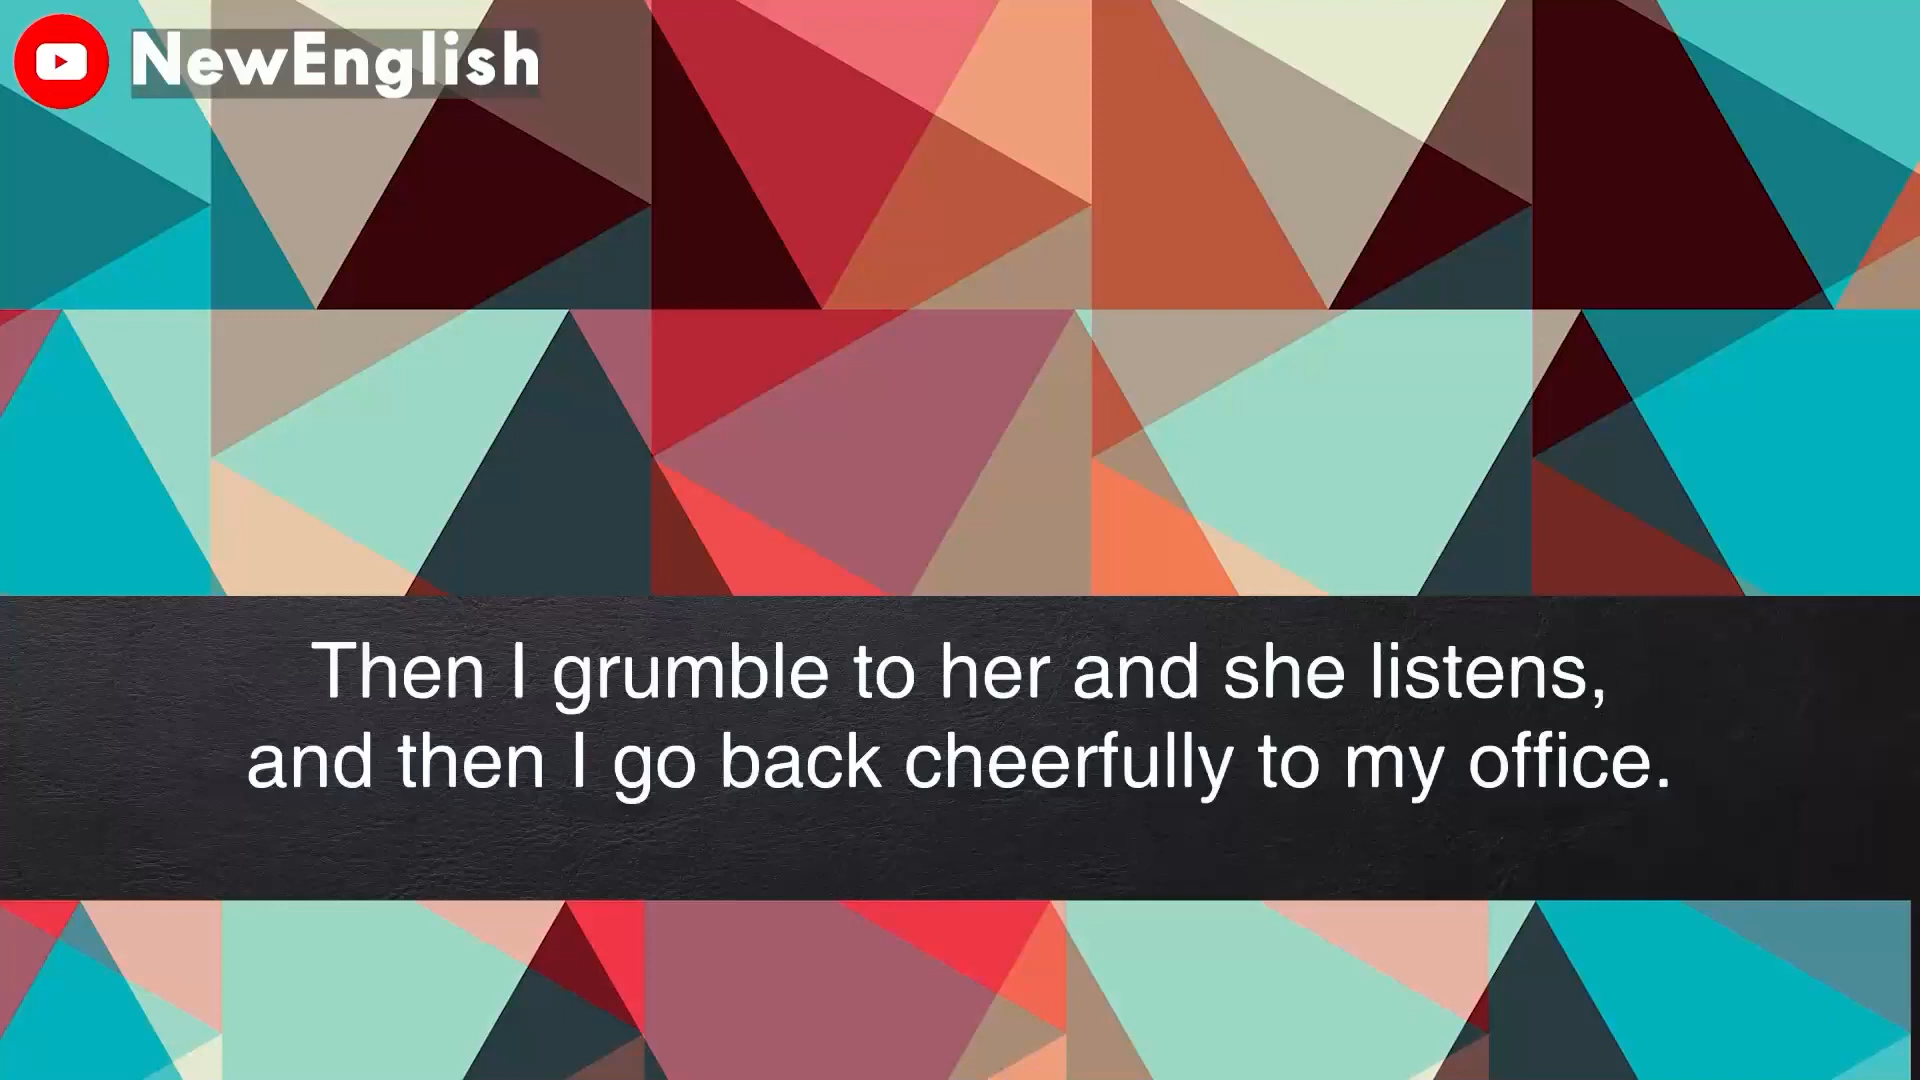 NewEnglish
Then I grumble to her and she listens,
and then I go back cheerfully to my office.